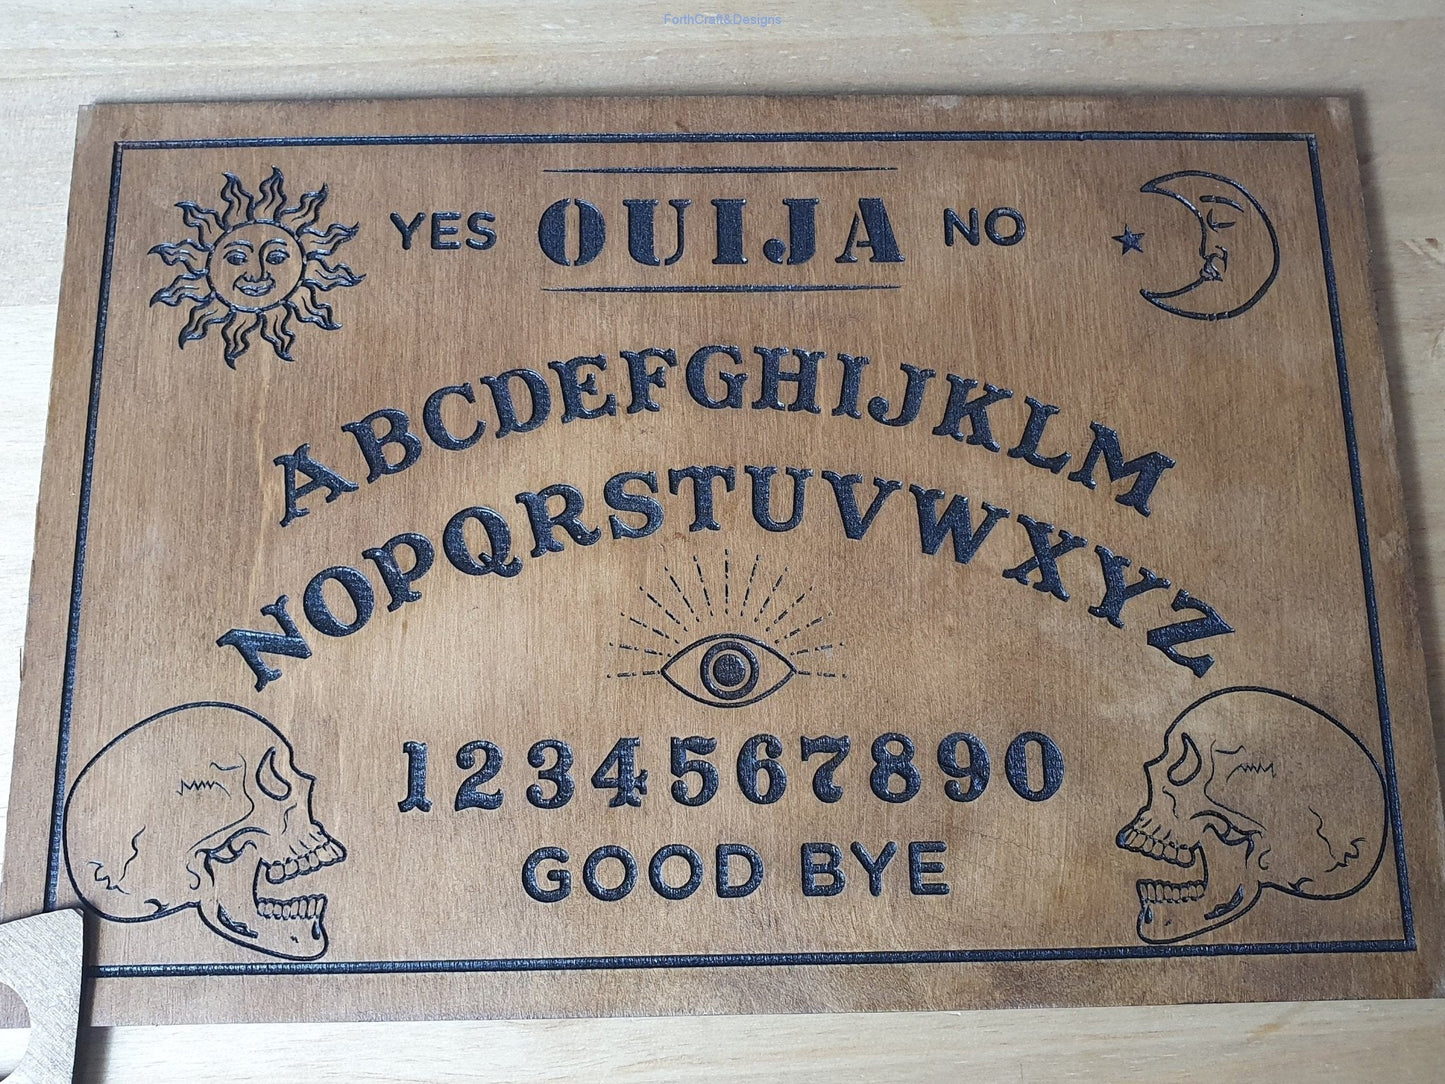 ForthCraft&Designs
YES OUIJA NO
ABCDEFGHIJKLM
NOPQRSTUVWXYZ
1234567890
GOOD BYE